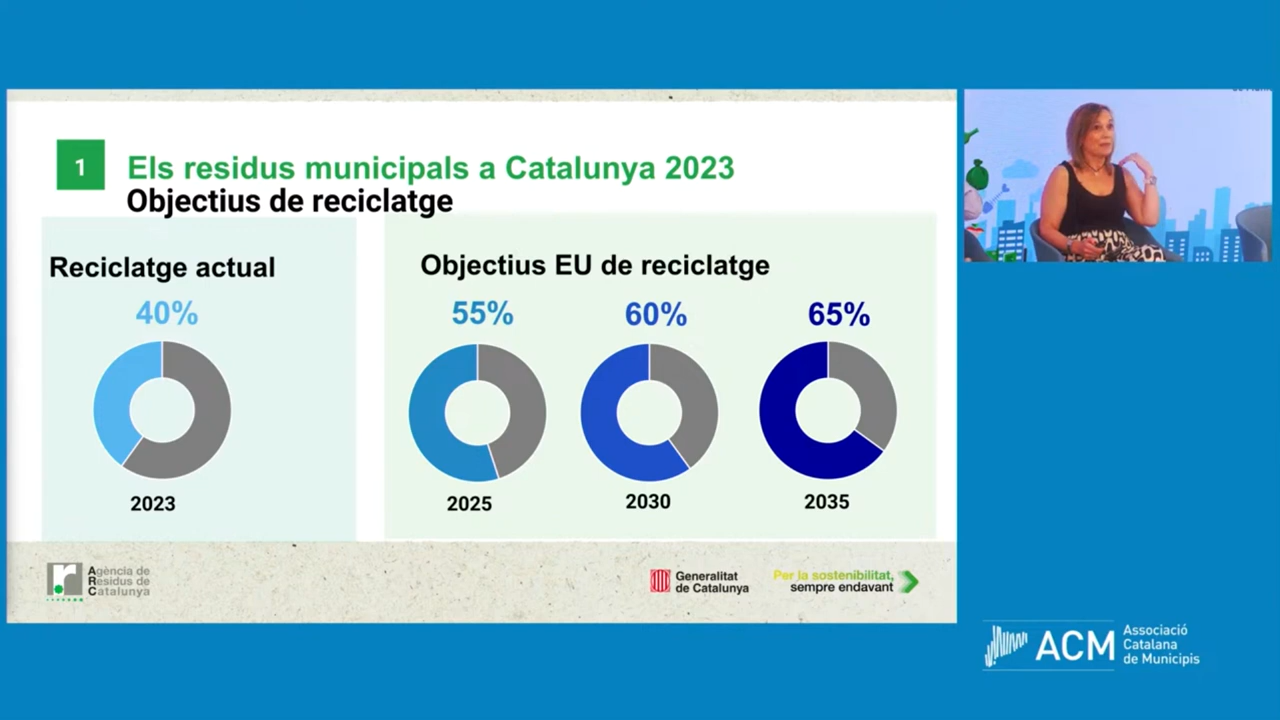 1
Els residus municipals a Catalunya 2023
Objectius de reciclatge
Reciclatge actual
40%
2023
Objectius EU de reciclatge
55%
60%
65%
2025
2030
2035
r
Agència de
Residus de
Catalunya
Generalitat
de Catalunya
Per la sostenibilitat,
sempre endavant
ACM
Associació
Catalana
de Municipis